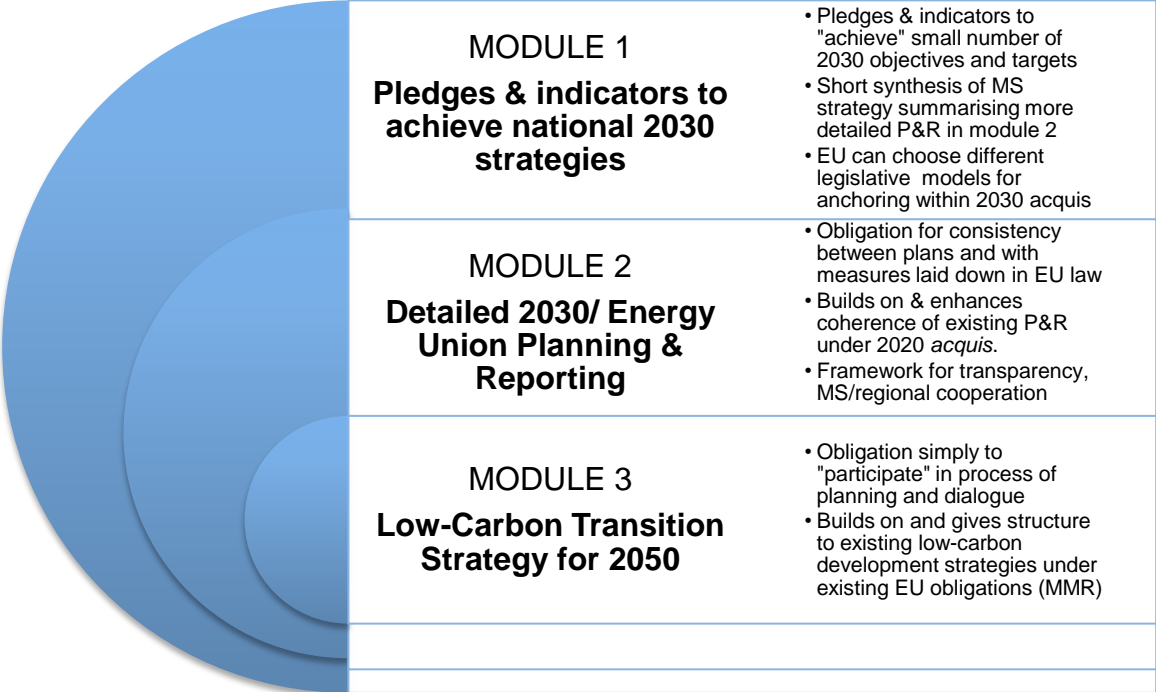 MODULE 1
Pledges & indicators to
achieve national 2030
strategies
• Pledges & indicators to
"achieve" small number of
2030 objectives and targets
• Short synthesis of MS
strategy summarising more
detailed P&R in module 2
• EU can choose different
legislative models for
anchoring within 2030 acquis
MODULE 2
Detailed 2030/ Energy
Union Planning &
Reporting
• Obligation for consistency
between plans and with
measures laid down in EU law
• Builds on & enhances
coherence of existing P&R
under 2020 acquis.
• Framework for transparency,
MS/regional cooperation
MODULE 3
Low-Carbon Transition
Strategy for 2050
• Obligation simply to
"participate" in process of
planning and dialogue
• Builds on and gives structure
to existing low-carbon
development strategies under
existing EU obligations (MMR)